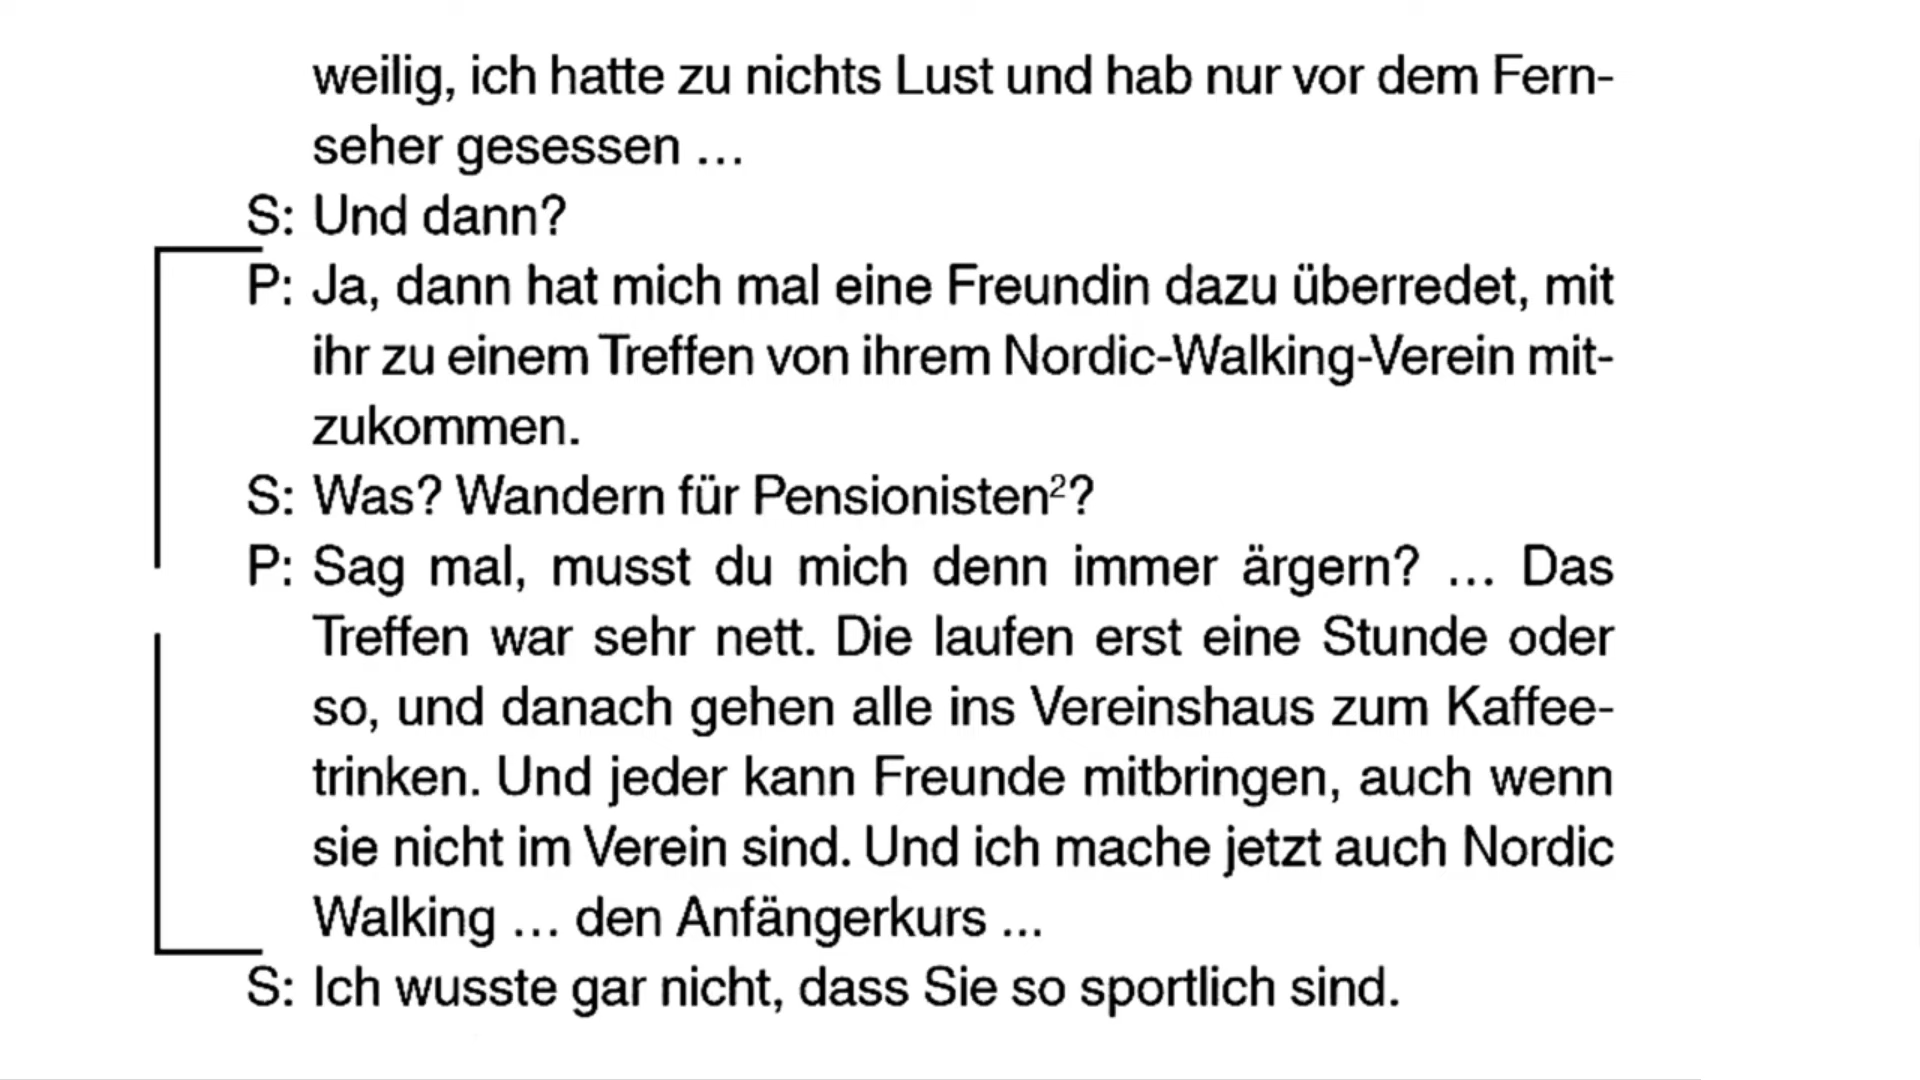 weilig, ich hatte zu nichts Lust und hab nur vor dem Fern-
seher gesessen …
S: Und dann?
P: Ja, dann hat mich mal eine Freundin dazu überredet, mit
ihr zu einem Treffen von ihrem Nordic-Walking-Verein mit-
zukommen.
S: Was? Wandern für Pensionisten²?
P: Sag mal, musst du mich denn immer ärgern? … Das
Treffen war sehr nett. Die laufen erst eine Stunde oder
so, und danach gehen alle ins Vereinshaus zum Kaffee-
trinken. Und jeder kann Freunde mitbringen, auch wenn
sie nicht im Verein sind. Und ich mache jetzt auch Nordic
Walking … den Anfängerkurs ...
S: Ich wusste gar nicht, dass Sie so sportlich sind.